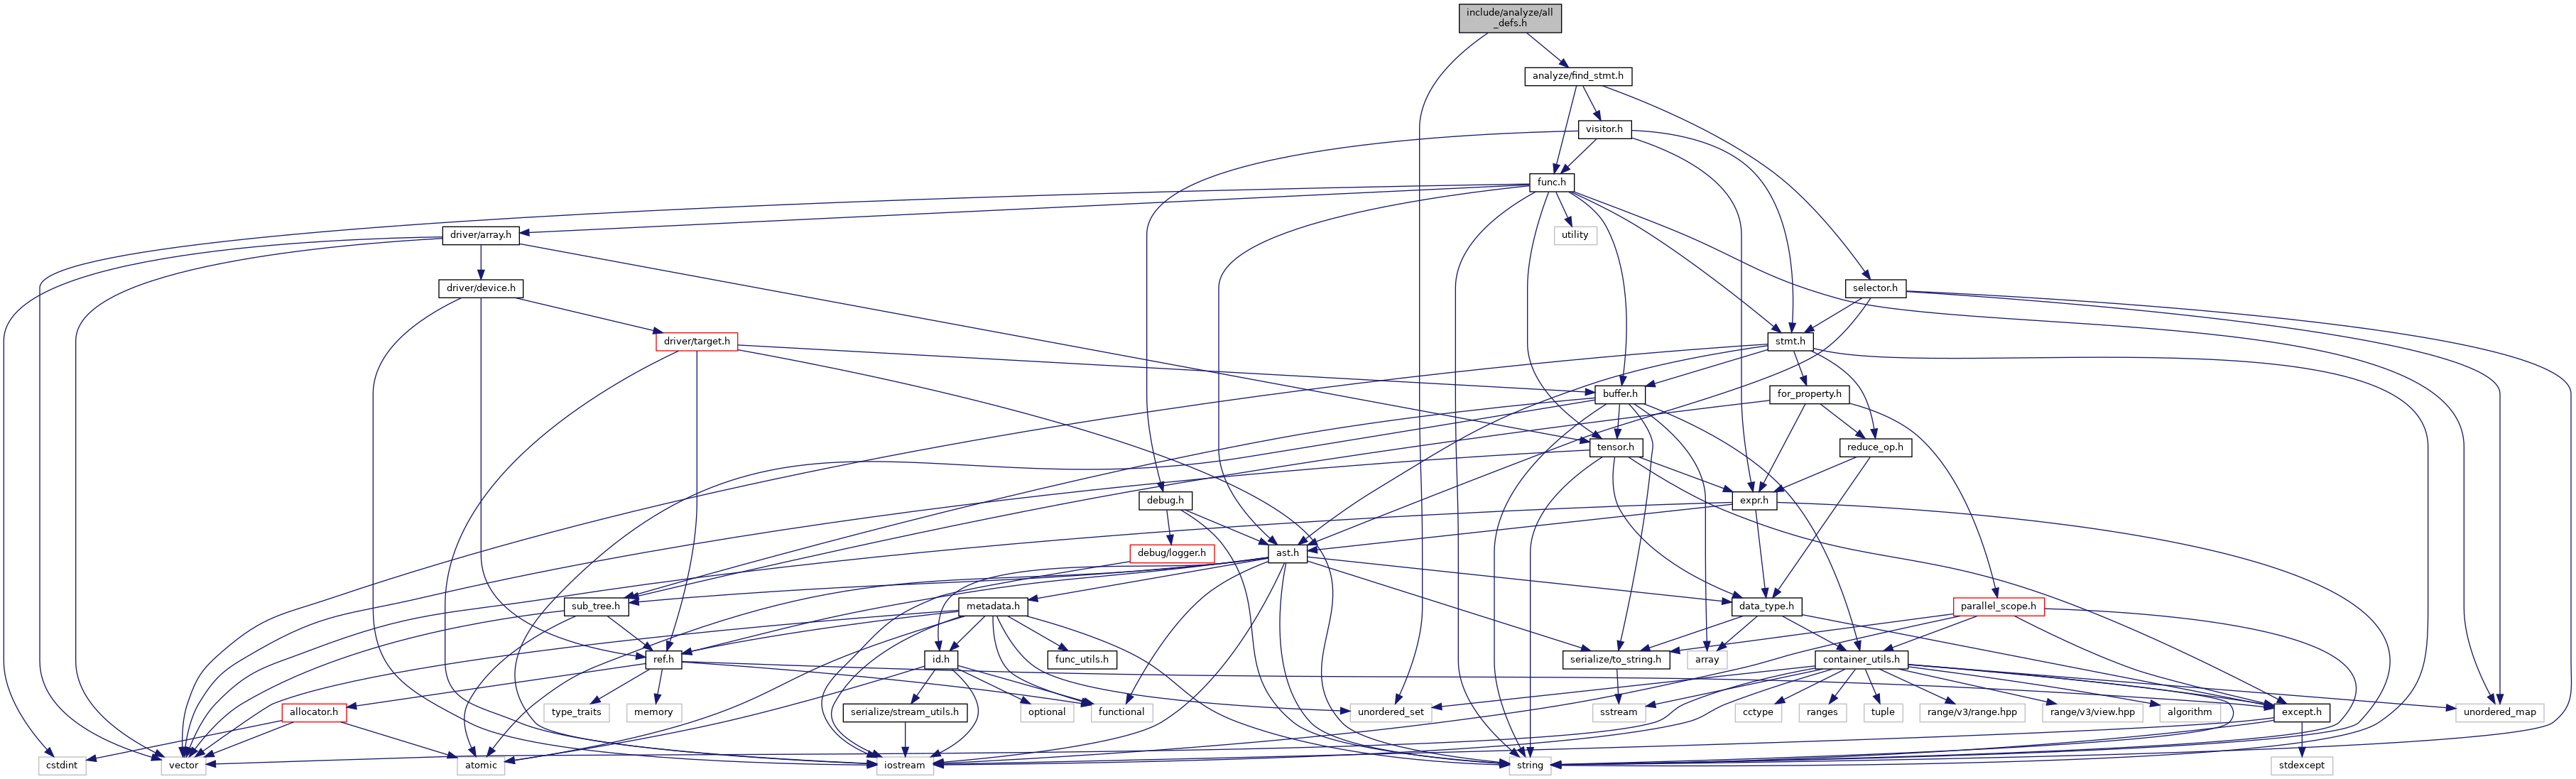 include/analyze/all
_defs.h
analyze/find_stmt.h
visitor.h
func.h
driver/array.h
utility
driver/device.h
selector.h
driver/target.h
stmt.h
buffer.h
for_property.h
tensor.h
reduce_op.h
debug.h
expr.h
debug/logger.h
ast.h
sub_tree.h
metadata.h
data_type.h
parallel_scope.h
ref.h
id.h
func_utils.h
serialize/to_string.h
array
container_utils.h
allocator.h
type_traits
memory
serialize/stream_utils.h
optional
functional
unordered_set
sstream
cctype
ranges
tuple
range/v3/range.hpp
range/v3/view.hpp
algorithm
except.h
unordered_map
cstdint
vector
atomic
iostream
string
stdexcept